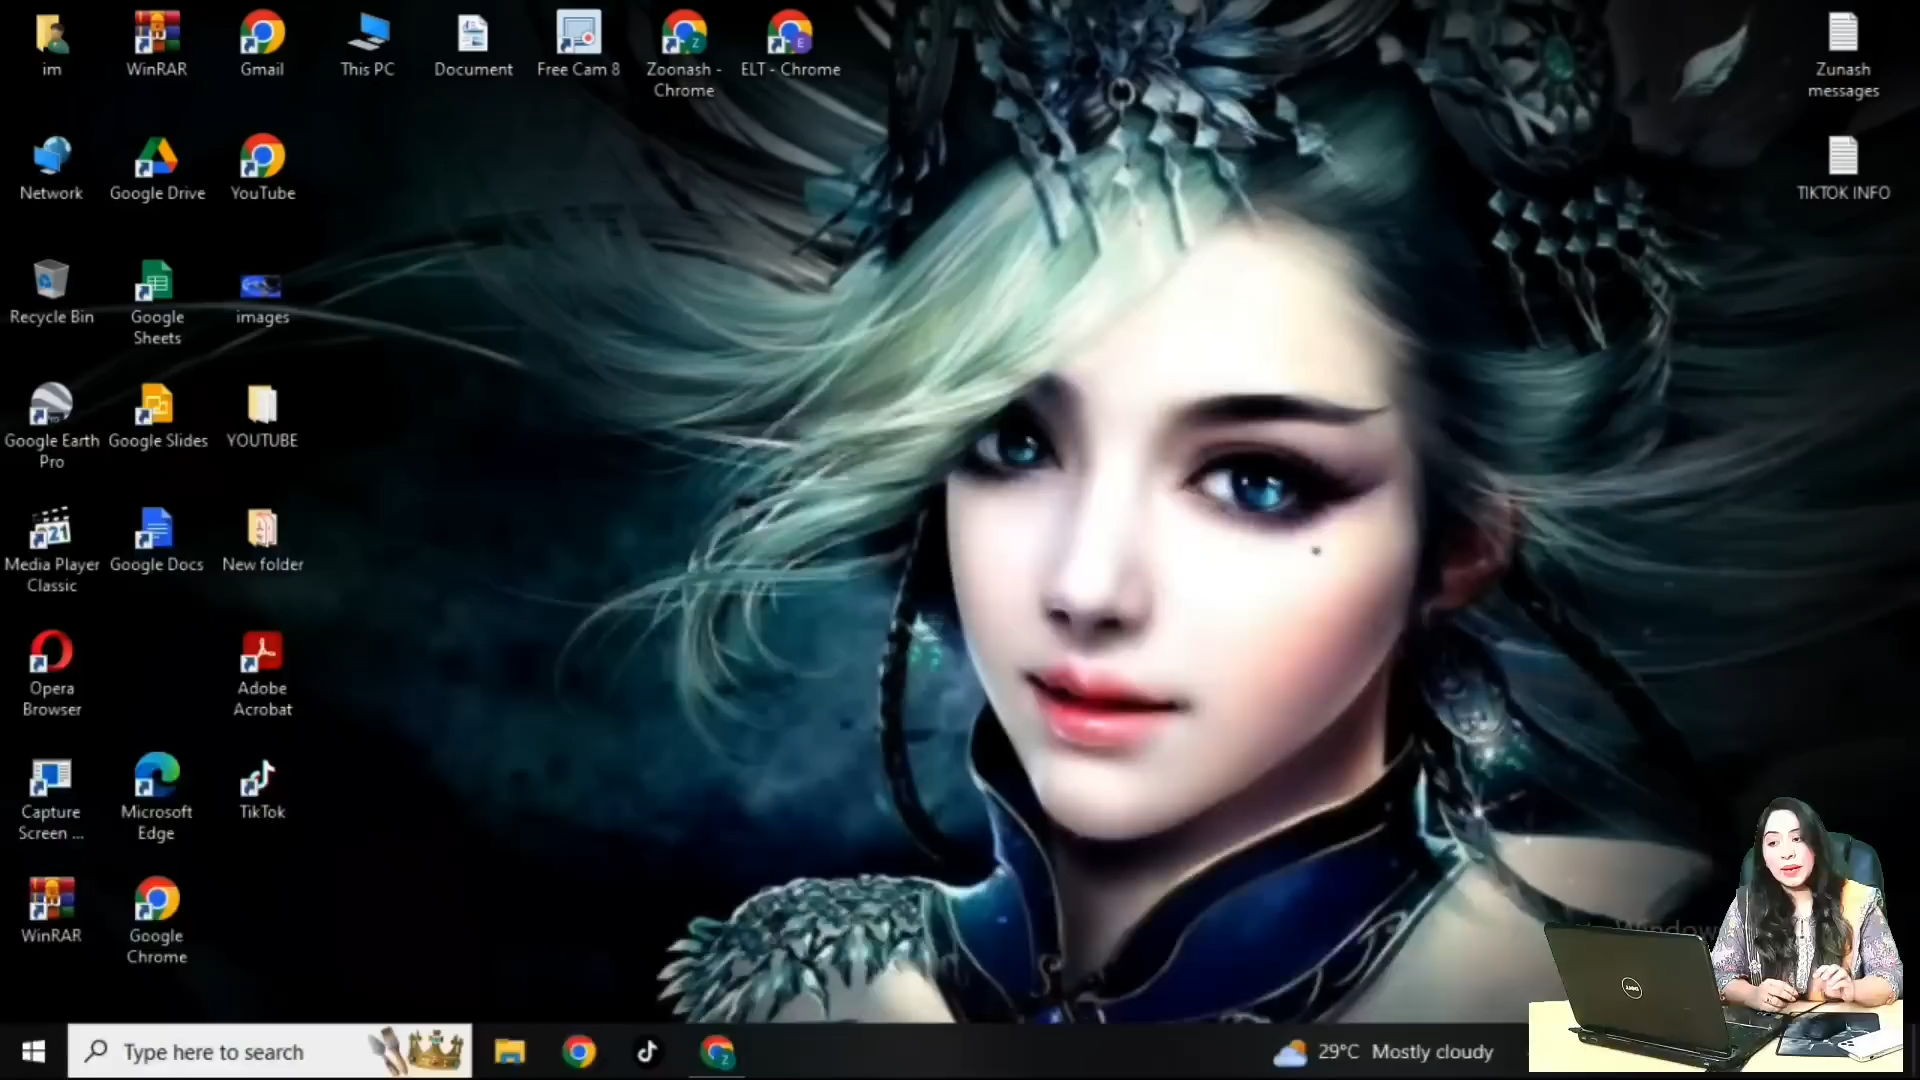 im
WinRAR
Gmail
This PC
Document
Free Cam 8
Zoonash -
Chrome
ELT - Chrome
Zunash
messages
Network
Google Drive
YouTube
TIKTOK INFO
Recycle Bin
Google
Sheets
images
Google Earth
Pro
Google Slides
YOUTUBE
Media Player
Classic
Google Docs
New folder
Opera
Browser
Adobe
Acrobat
Capture
Screen ...
Microsoft
Edge
TikTok
WinRAR
Google
Chrome
DELL
Type here to search
29°C Mostly cloudy